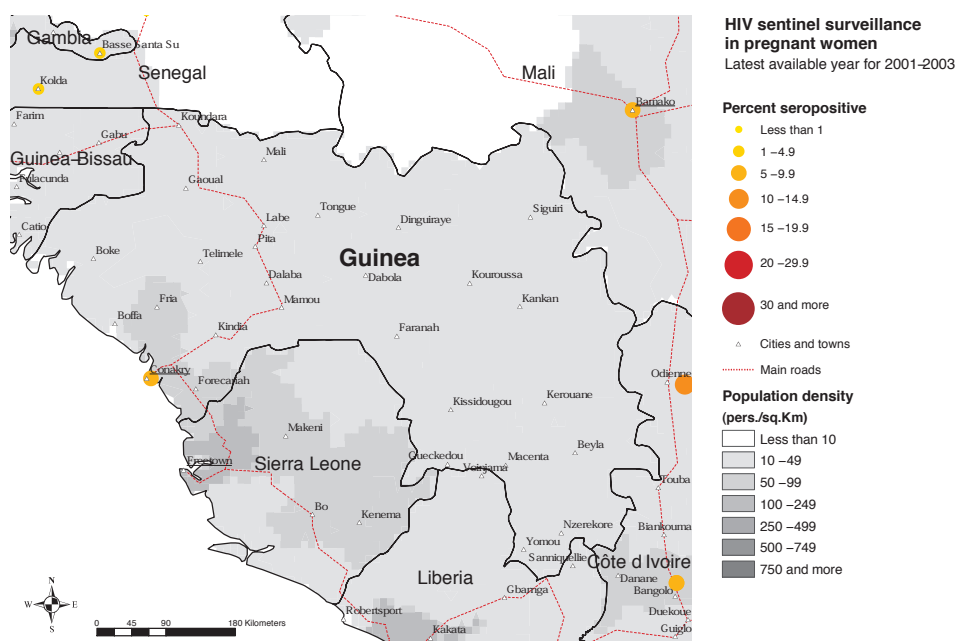 HIV sentinel surveillance
in pregnant women
Latest available year for 2001–2003
Percent seropositive
Less than 1
1 –4.9
5 –9.9
10 –14.9
15 –19.9
20 –29.9
30 and more
Cities and towns
Main roads
Population density
(pers./sq.Km)
Less than 10
10 –49
50 –99
100 –249
250 –499
500 –749
750 and more
Gambia
Basse Santa Su
Senegal
Mali
Kolda
Bamako
Farim
Koundara
Gabu
Guinea–Bissau
Mali
Fulacunda
Gaoual
Tongue
Siguiri
Dinguiraye
Catio
Labe
Pita
Boke
Telimele
Guinea
Dabola
Kouroussa
Dalaba
Fria
Mamou
Kankan
Boffa
Kindia
Faranah
Conakry
Forecariah
Odienne
Kissidougou
Kerouane
Makeni
Beyla
Freetown
Sierra Leone
Gueckedou
Macenta
Voinjama
Touba
Bo
Kenema
Nzerekore
Biankouma
Yomou
Sanniquellie
Côte d Ivoire
Liberia
Danane
Gbarnga
Bangolo
Robertsport
Duekoue
Kakata
Guiglo
N
W
E
S
0 45 90 180 Kilometers